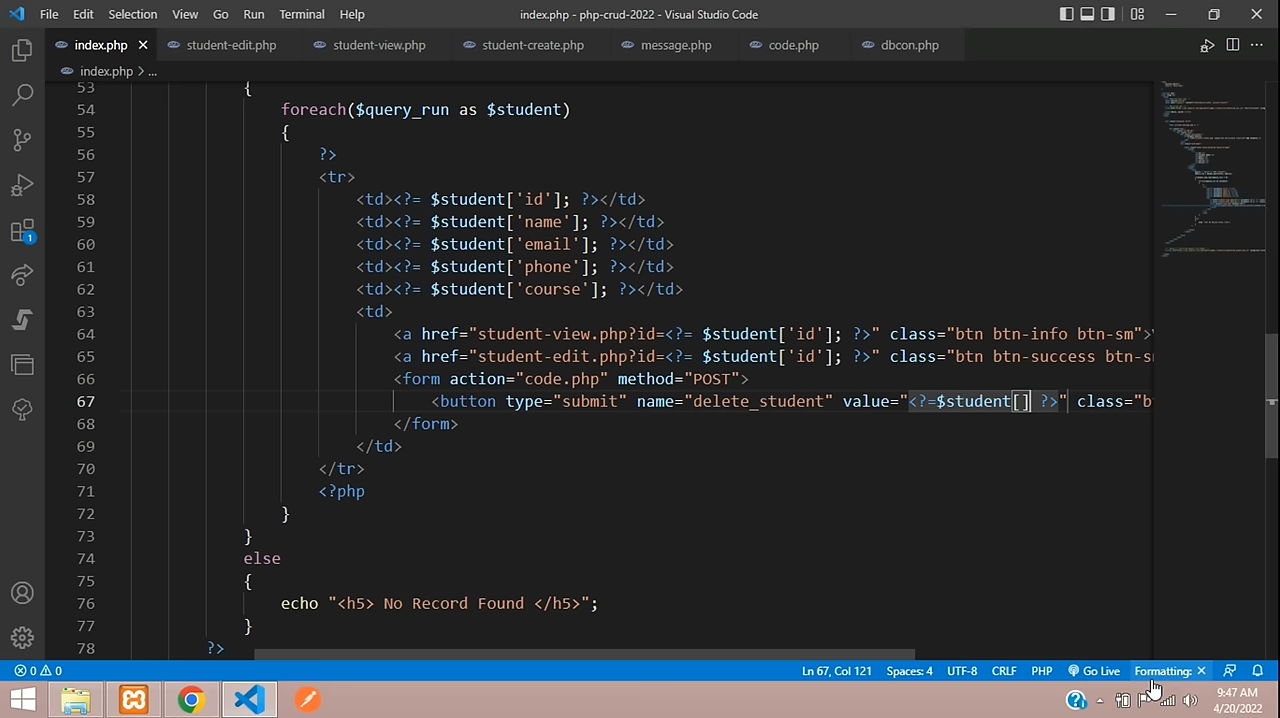 File Edit Selection View Go Run Terminal Help index.php - php-crud-2022 - Visual Studio Code
index.php student-edit.php student-view.php student-create.php message.php code.php dbcon.php
index.php > ...
53 {
54 foreach($query_run as $student)
55 {
56 ?>
57 <tr>
58 <td><?= $student['id']; ?></td>
59 <td><?= $student['name']; ?></td>
60 <td><?= $student['email']; ?></td>
61 <td><?= $student['phone']; ?></td>
62 <td><?= $student['course']; ?></td>
63 <td>
64 <a href="student-view.php?id=<?= $student['id']; ?>" class="btn btn-info btn-sm">
65 <a href="student-edit.php?id=<?= $student['id']; ?>" class="btn btn-success btn-sm
66 <form action="code.php" method="POST">
67 <button type="submit" name="delete_student" value="<?=$student[] ?>" class="b
68 </form>
69 </td>
70 </tr>
71 <?php
72 }
73 }
74 else
75 {
76 echo "<h5> No Record Found </h5>";
77 }
78 ?>
1
0 0 Ln 67, Col 121 Spaces: 4 UTF-8 CRLF PHP Go Live Formatting: ×
9:47 AM
4/20/2022